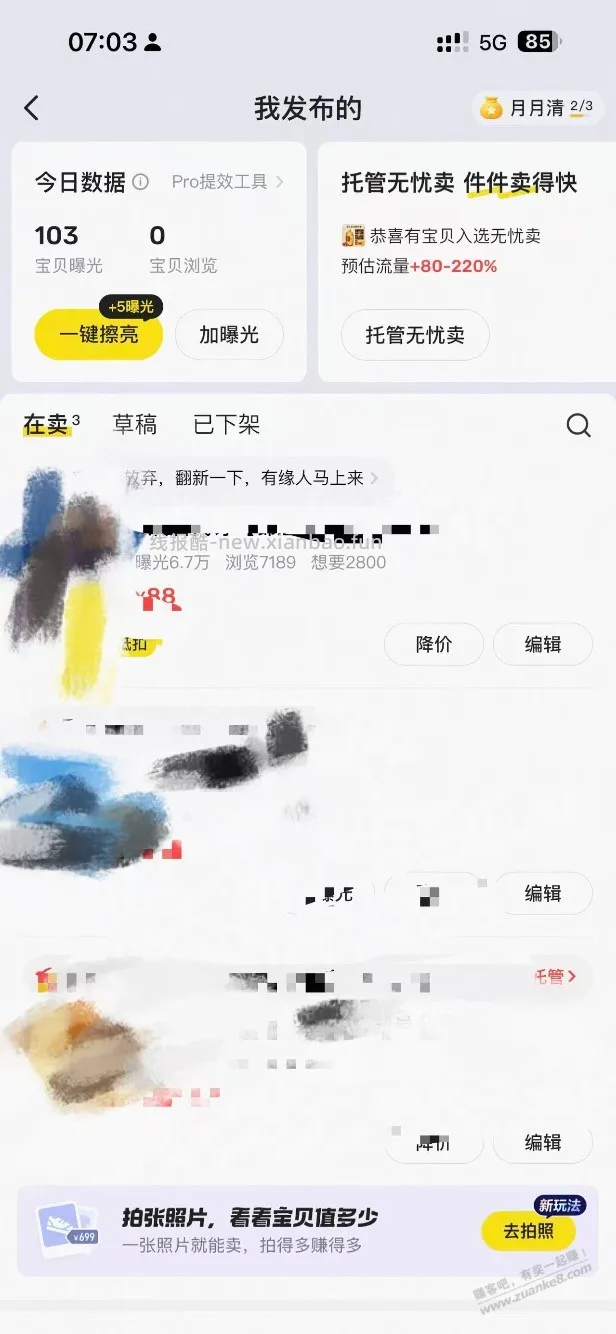 07:03
5G 85
我发布的
月月清 2/3
今日数据 Pro提效工具
103 0
宝贝曝光 宝贝浏览
+5曝光
一键擦亮 加曝光
托管无忧卖 件件卖得快
恭喜有宝贝入选无忧卖
预估流量+80-220%
托管无忧卖
在卖3 草稿 已下架
放弃，翻新一下，有缘人马上来
线报酷-new.xianbao.fun
曝光6.7万 浏览7189 想要2800
¥88
抵扣
降价 编辑
编辑
托管
降价 编辑
拍张照片，看看宝贝值多少
一张照片就能卖，拍得多赚得多
¥699
新玩法
去拍照
赚客吧，有奖一起赚！
www.zuanke8.com